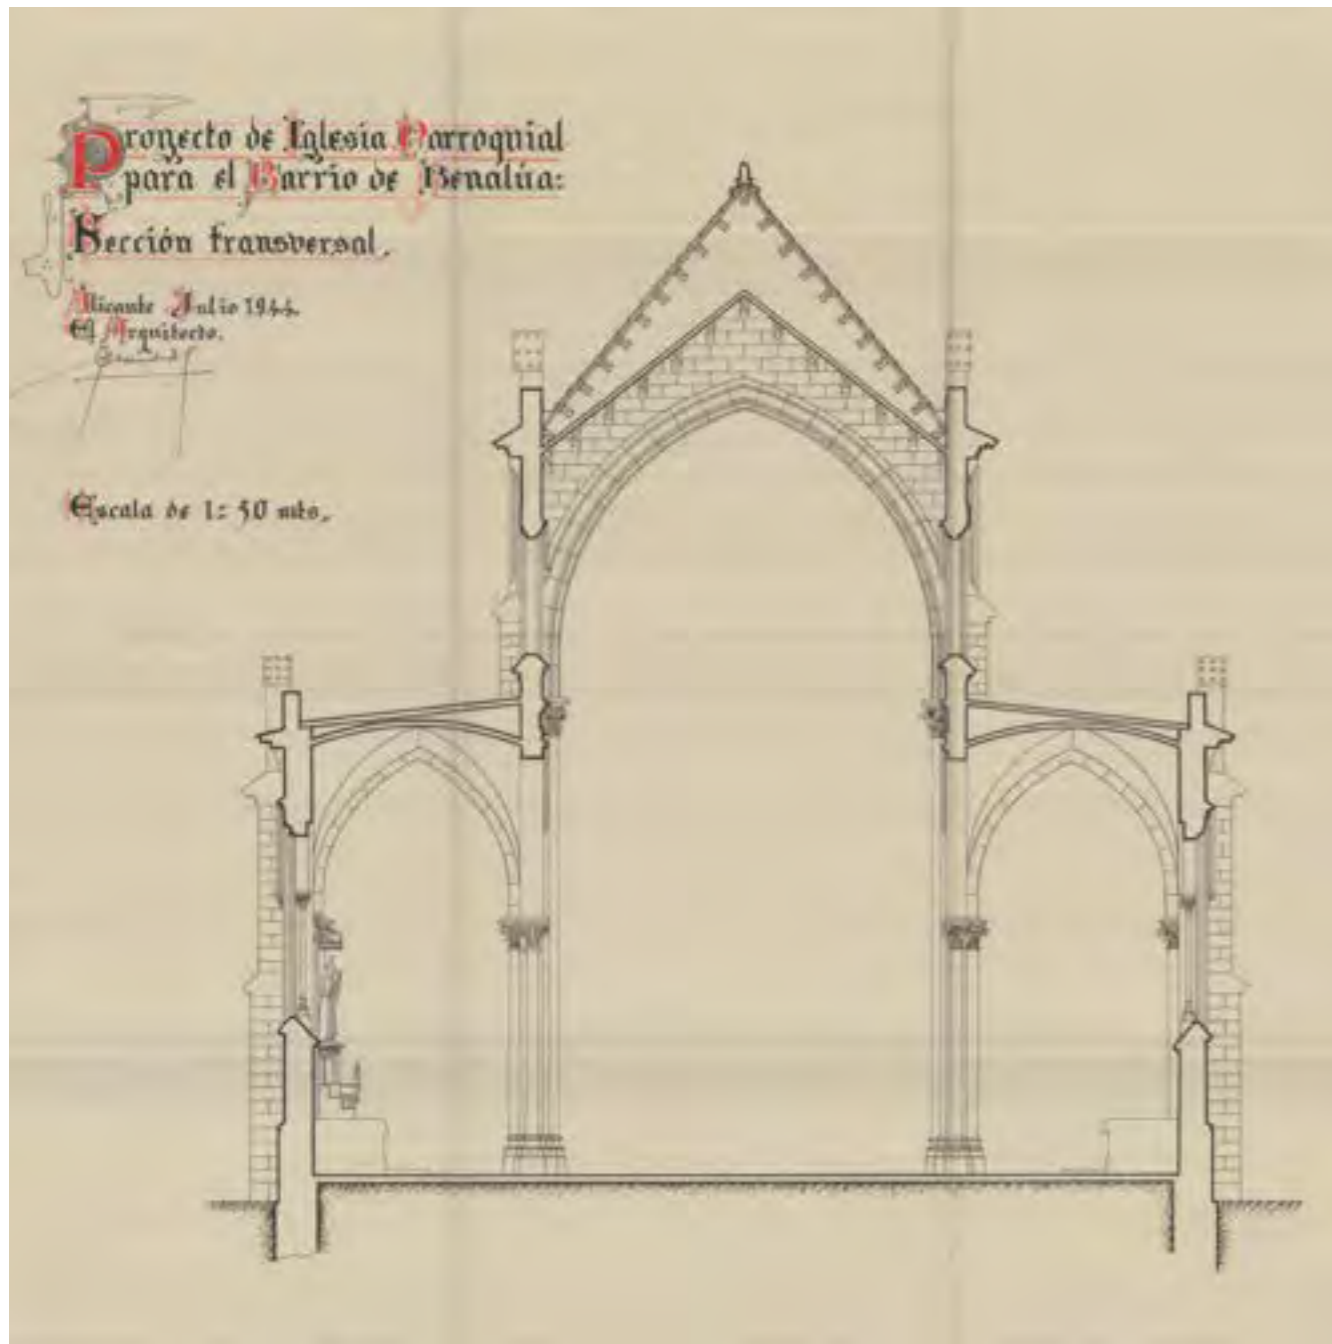 Proyecto de Iglesia Parroquial
para el Barrio de Benalúa:
Sección transversal.
Alicante Julio 1944.
El Arquitecto.
Escala de 1: 50 mts.